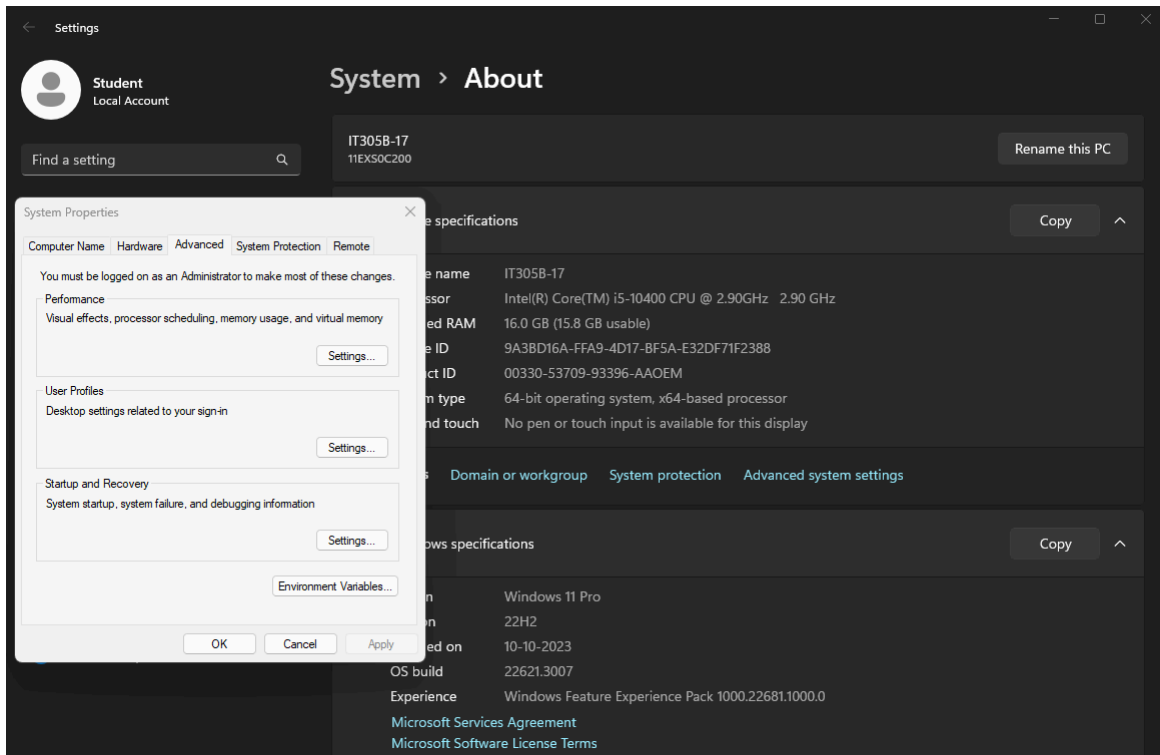 Settings
Student
Local Account
Find a setting
System > About
IT305B-17
11EXS0C200
Rename this PC
System Properties
Computer Name Hardware Advanced System Protection Remote
You must be logged on as an Administrator to make most of these changes.
Performance
Visual effects, processor scheduling, memory usage, and virtual memory
Settings...
User Profiles
Desktop settings related to your sign-in
Settings...
Startup and Recovery
System startup, system failure, and debugging information
Settings...
Environment Variables...
OK Cancel Apply
specifications Copy
name IT305B-17
Intel(R) Core(TM) i5-10400 CPU @ 2.90GHz 2.90 GHz
RAM 16.0 GB (15.8 GB usable)
ID 9A3BD16A-FFA9-4D17-BF5A-E32DF71F2388
ID 00330-53709-93396-AAOEM
type 64-bit operating system, x64-based processor
touch No pen or touch input is available for this display
Domain or workgroup System protection Advanced system settings
specifications Copy
Windows 11 Pro
22H2
on 10-10-2023
OS build 22621.3007
Experience Windows Feature Experience Pack 1000.22681.1000.0
Microsoft Services Agreement
Microsoft Software License Terms